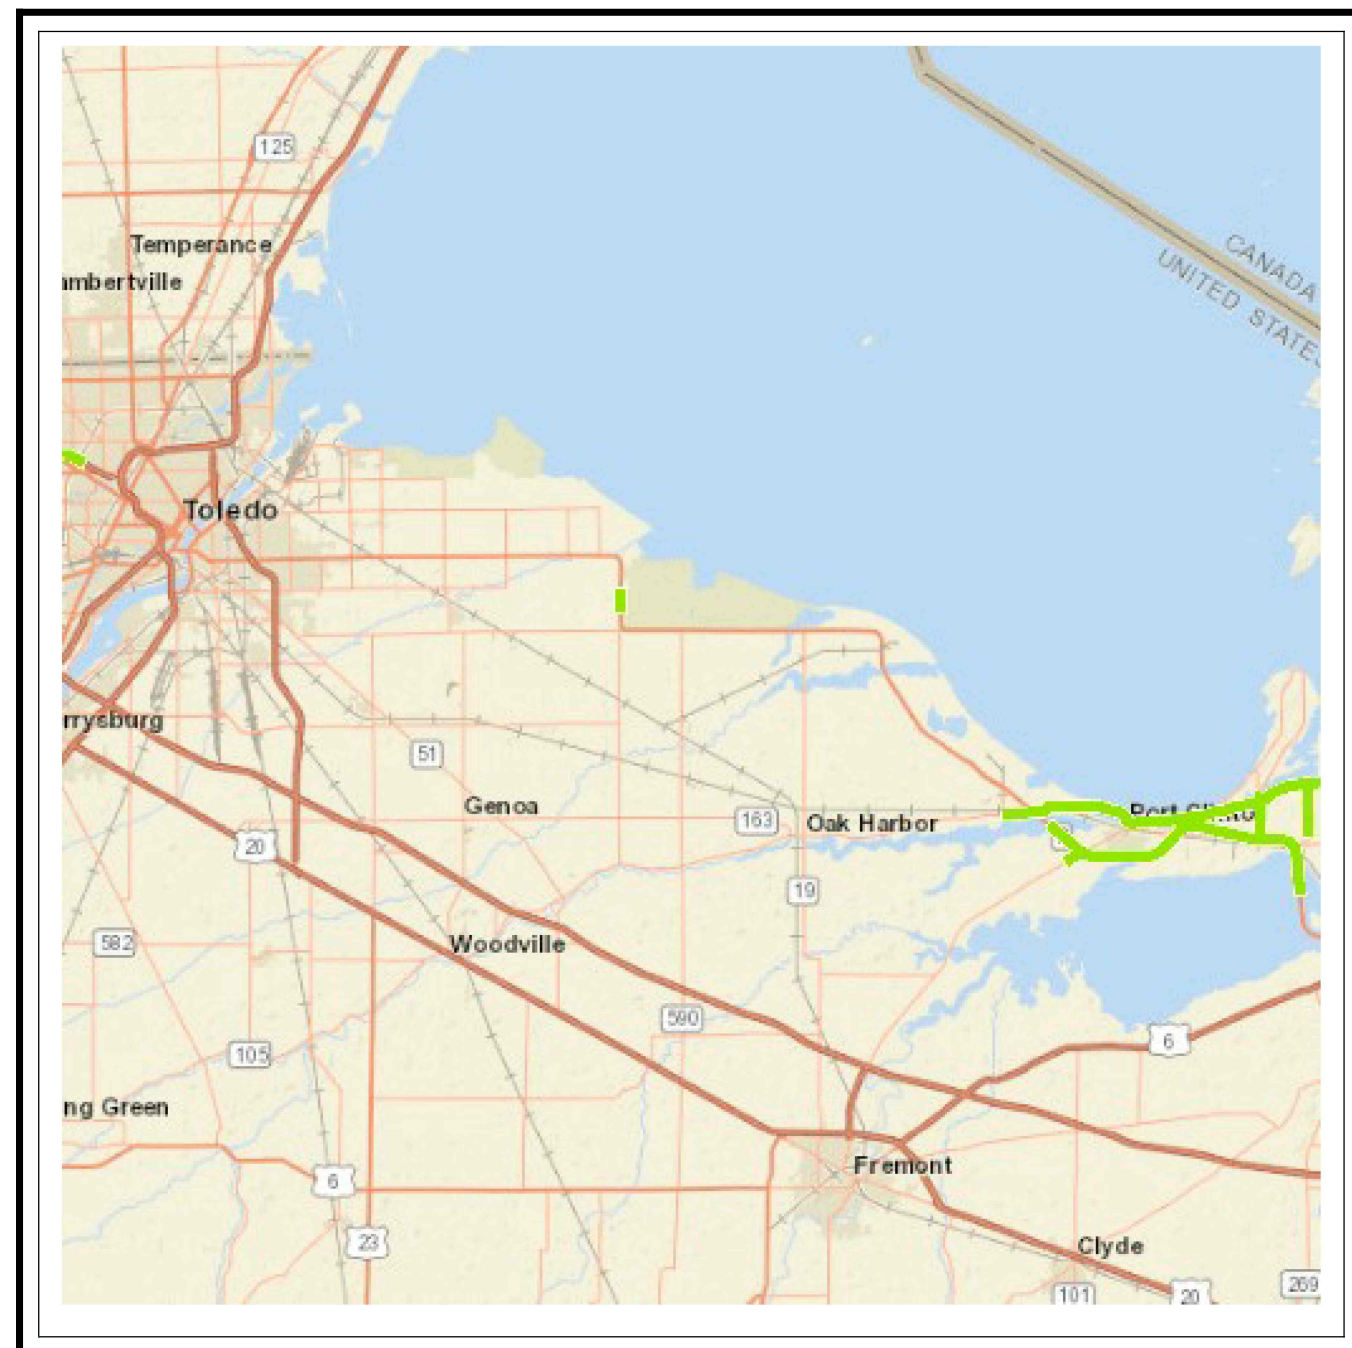 125
Temperance
ambertville
CANADA
UNITED STATES
Toledo
rrysburg
51
Genoa
163
Oak Harbor
20
19
582
Woodville
590
6
105
ng Green
Fremont
6
23
Clyde
269
101
20